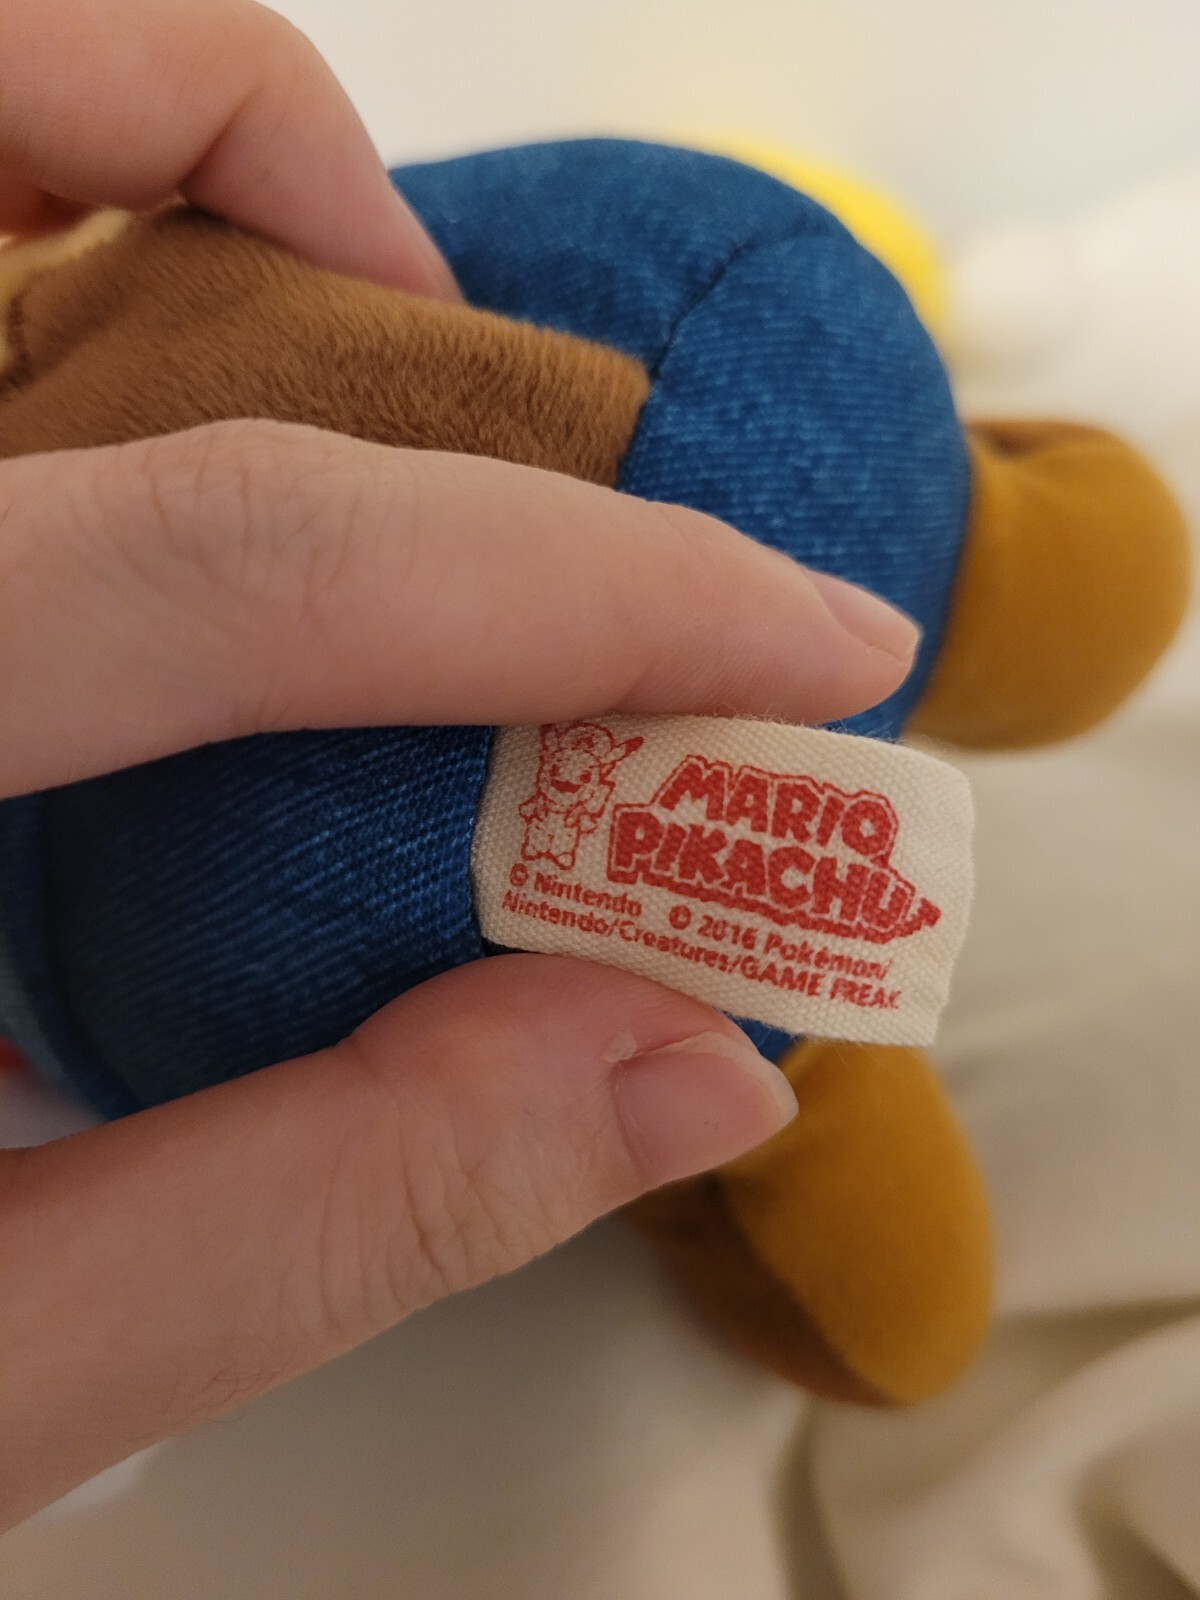 MARIO
PIKACHU
© Nintendo © 2016 Pokémon/
Nintendo/Creatures/GAME FREAK